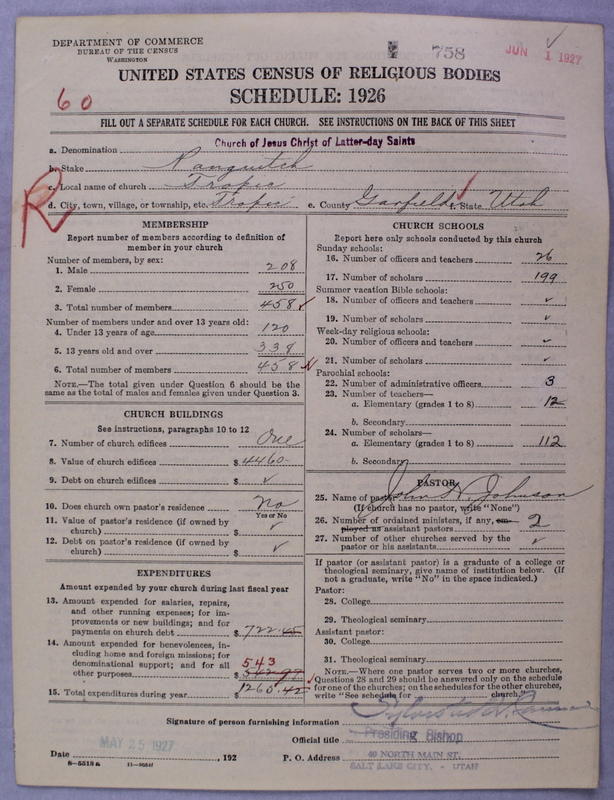 DEPARTMENT OF COMMERCE
BUREAU OF THE CENSUS
WASHINGTON
758
JUN 1 1927
UNITED STATES CENSUS OF RELIGIOUS BODIES
SCHEDULE: 1926
60
FILL OUT A SEPARATE SCHEDULE FOR EACH CHURCH. SEE INSTRUCTIONS ON THE BACK OF THIS SHEET
a. Denomination Church of Jesus Christ of Latter-day Saints
b. Stake Panguitch
c. Local name of church Tropic
R
d. City, town, village, or township, etc. Tropic e. County Garfield f. State Utah
MEMBERSHIP
Report number of members according to definition of member in your church
Number of members, by sex:
1. Male 208
2. Female 250
3. Total number of members 458
Number of members under and over 13 years old:
4. Under 13 years of age 120
5. 13 years old and over 338
6. Total number of members 458
NOTE.—The total given under Question 6 should be the
same as the total of males and females given under Question 3.
CHURCH BUILDINGS
See instructions, paragraphs 10 to 12
7. Number of church edifices One
8. Value of church edifices $ 4460-
9. Debt on church edifices $ ✓
10. Does church own pastor's residence No
Yes or No
11. Value of pastor's residence (if owned by
church) $ ✓
12. Debt on pastor's residence (if owned by
church) $ ✓
EXPENDITURES
Amount expended by your church during last fiscal year
13. Amount expended for salaries, repairs,
and other running expenses; for im-
provements or new buildings; and for
payments on church debt $ 722.45
14. Amount expended for benevolences, in-
cluding home and foreign missions; for
denominational support; and for all 543
other purposes $ 542.97
15. Total expenditures during year $ 1265.42
CHURCH SCHOOLS
Report here only schools conducted by this church
Sunday schools:
16. Number of officers and teachers 26
17. Number of scholars 199
Summer vacation Bible schools:
18. Number of officers and teachers ✓
19. Number of scholars ✓
Week-day religious schools:
20. Number of officers and teachers ✓
21. Number of scholars ✓
Parochial schools:
22. Number of administrative officers 3
23. Number of teachers—
a. Elementary (grades 1 to 8) 12
b. Secondary
24. Number of scholars—
a. Elementary (grades 1 to 8) 112
b. Secondary
PASTOR
25. Name of pastor John H. Johnson
(If church has no pastor, write "None")
26. Number of ordained ministers, if any, em-
ployed as assistant pastors 2
27. Number of other churches served by the
pastor or his assistants ✓
If pastor (or assistant pastor) is a graduate of a college or
theological seminary, give name of institution below. (If
not a graduate, write "No" in the space indicated.)
Pastor:
28. College
29. Theological seminary
Assistant pastor:
30. College
31. Theological seminary
NOTE.—Where one pastor serves two or more churches,
Questions 28 and 29 should be answered only on the schedule
for one of the churches; on the schedules for the other churches,
write "See schedule for church."
Signature of person furnishing information Sylvester Q. Cannon
Official title Presiding Bishop
Date MAY 25 1927, 192 P. O. Address 40 NORTH MAIN ST.
SALT LAKE CITY, - UTAH